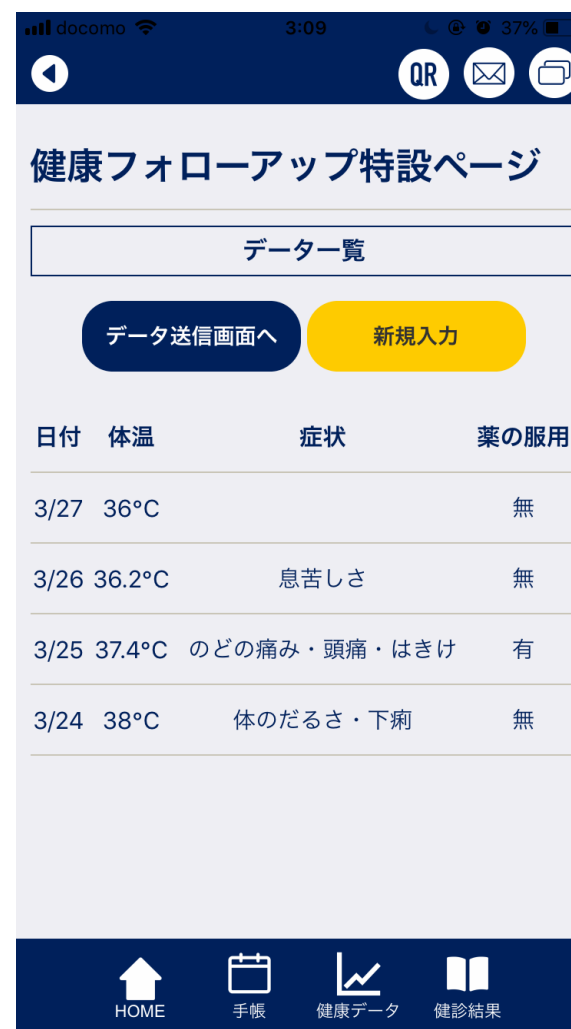 docomo 3:09 37%
QR
健康フォローアップ特設ページ
データ一覧
データ送信画面へ 新規入力
日付 体温 症状 薬の服用
3/27 36°C 無
3/26 36.2°C 息苦しさ 無
3/25 37.4°C のどの痛み・頭痛・はきけ 有
3/24 38°C 体のだるさ・下痢 無
HOME 手帳 健康データ 健診結果